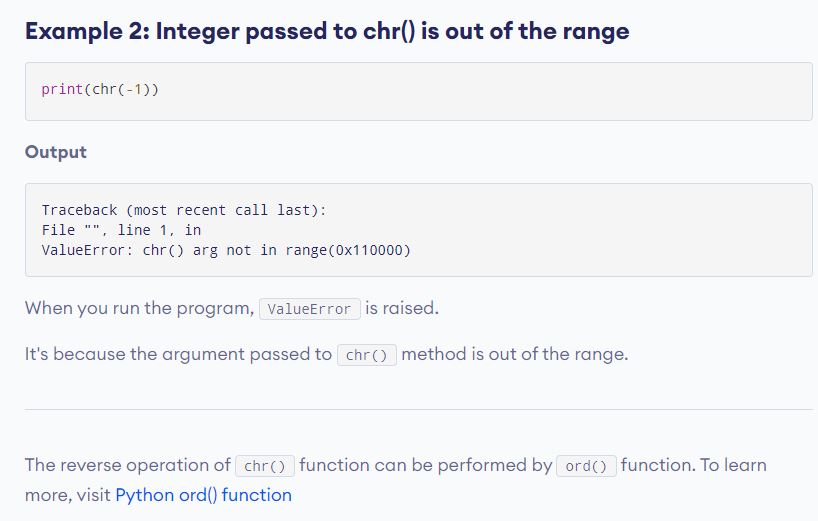 Example 2: Integer passed to chr() is out of the range
print(chr(-1))
Output
Traceback (most recent call last):
File "", line 1, in
ValueError: chr() arg not in range(0x110000)
When you run the program, ValueError is raised.
It's because the argument passed to chr() method is out of the range.
The reverse operation of chr() function can be performed by ord() function. To learn
more, visit Python ord() function